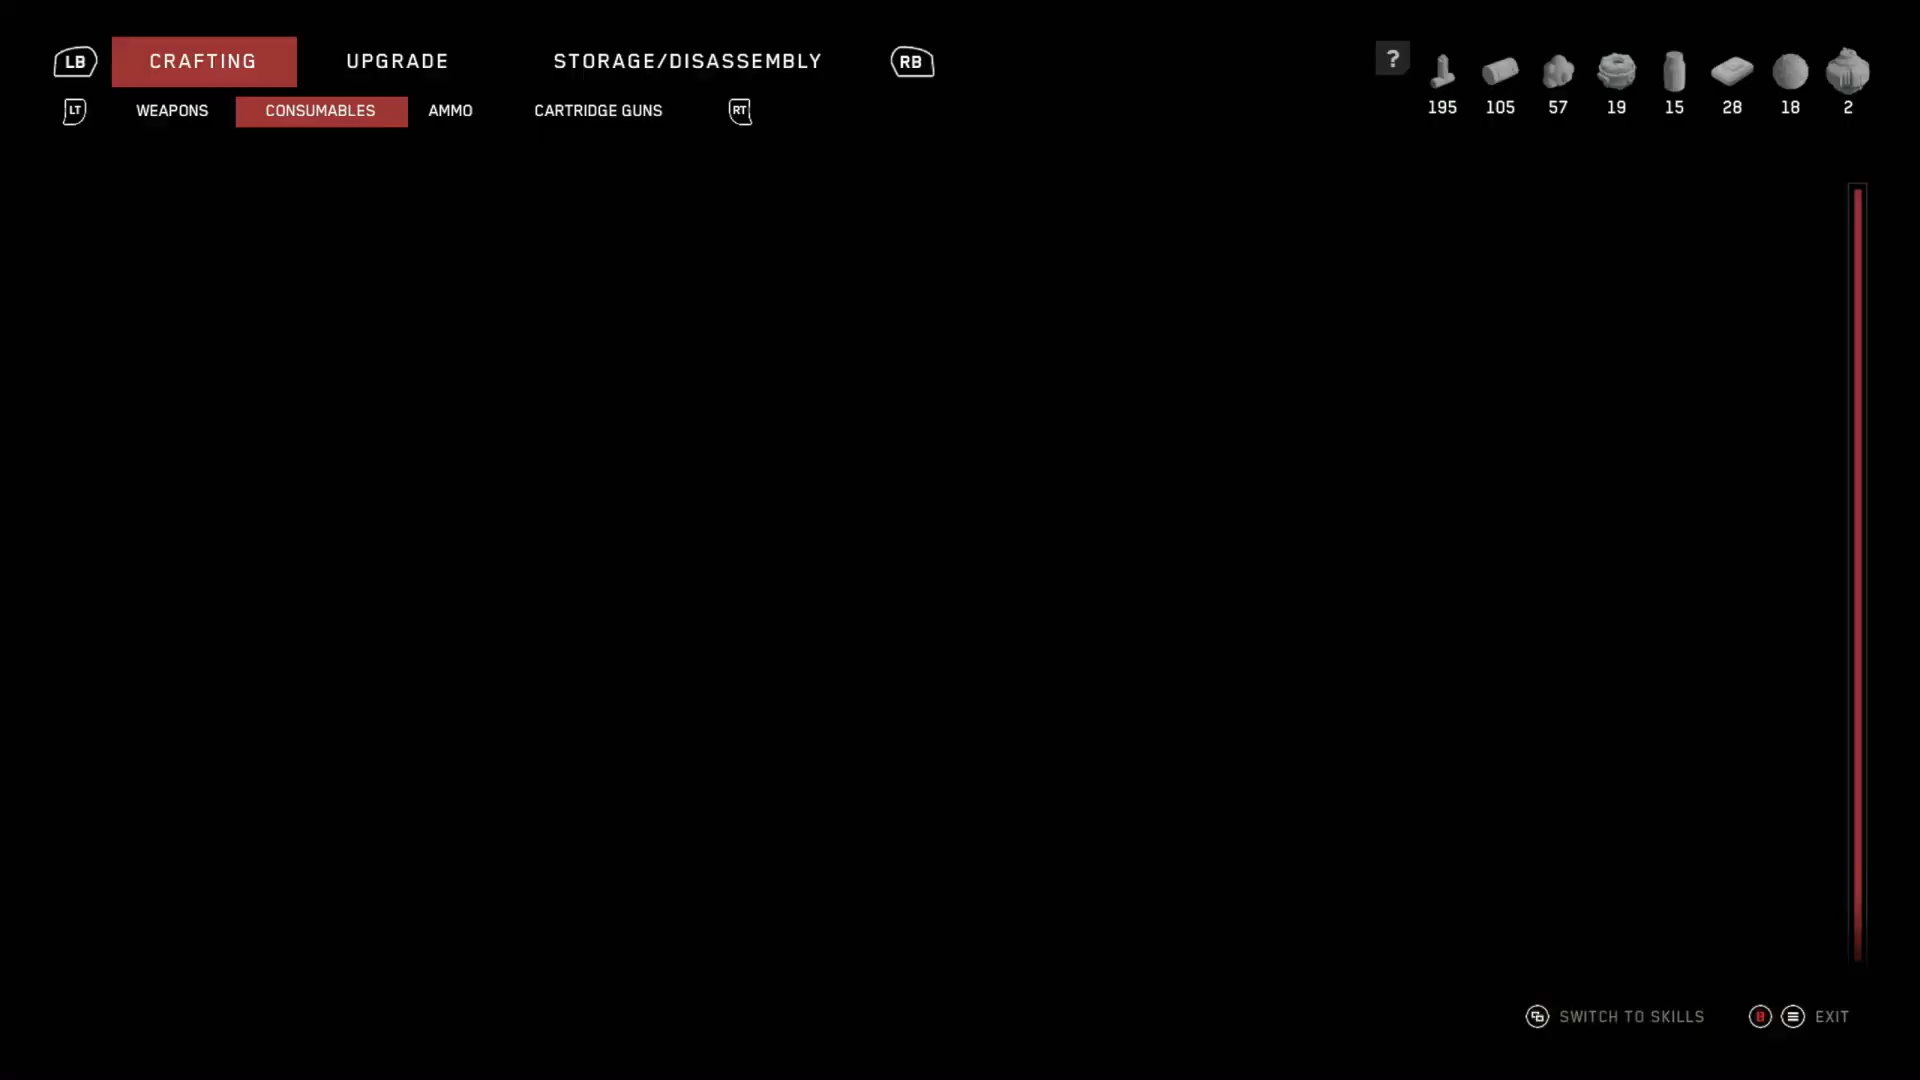 LB CRAFTING UPGRADE STORAGE/DISASSEMBLY RB ?
LT WEAPONS CONSUMABLES AMMO CARTRIDGE GUNS RT
195 105 57 19 15 28 18 2
SWITCH TO SKILLS B EXIT